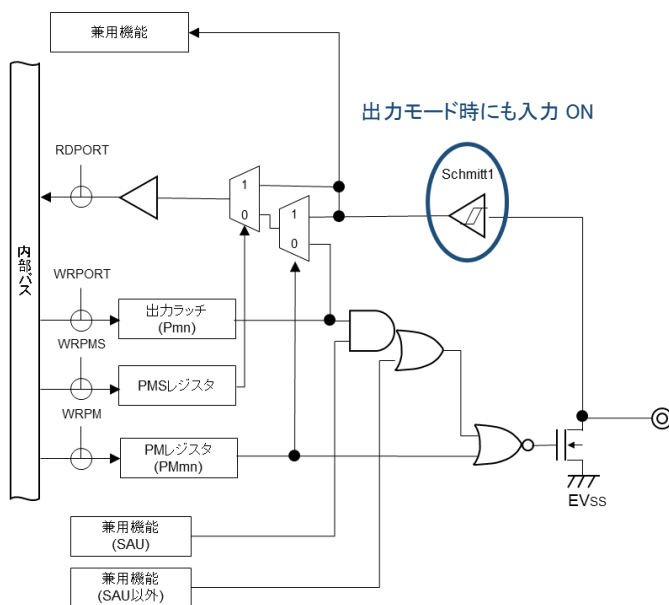 兼用機能
出力モード時にも入力 ON
Schmitt1
RDPORT
1
0
1
0
内部バス
WRPORT
出力ラッチ
(Pmn)
WRPMS
PMSレジスタ
WRPM
PMレジスタ
(PMmn)
EVSS
兼用機能
(SAU)
兼用機能
(SAU以外)